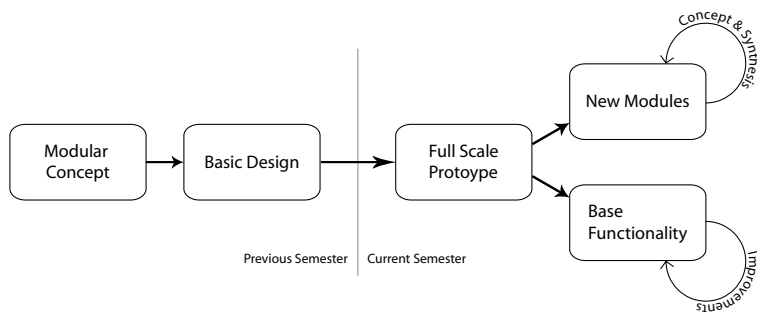 Modular
Concept
Basic Design
Full Scale
Protoype
New Modules
Concept & Synthesis
Base
Functionality
Improvements
Previous Semester
Current Semester